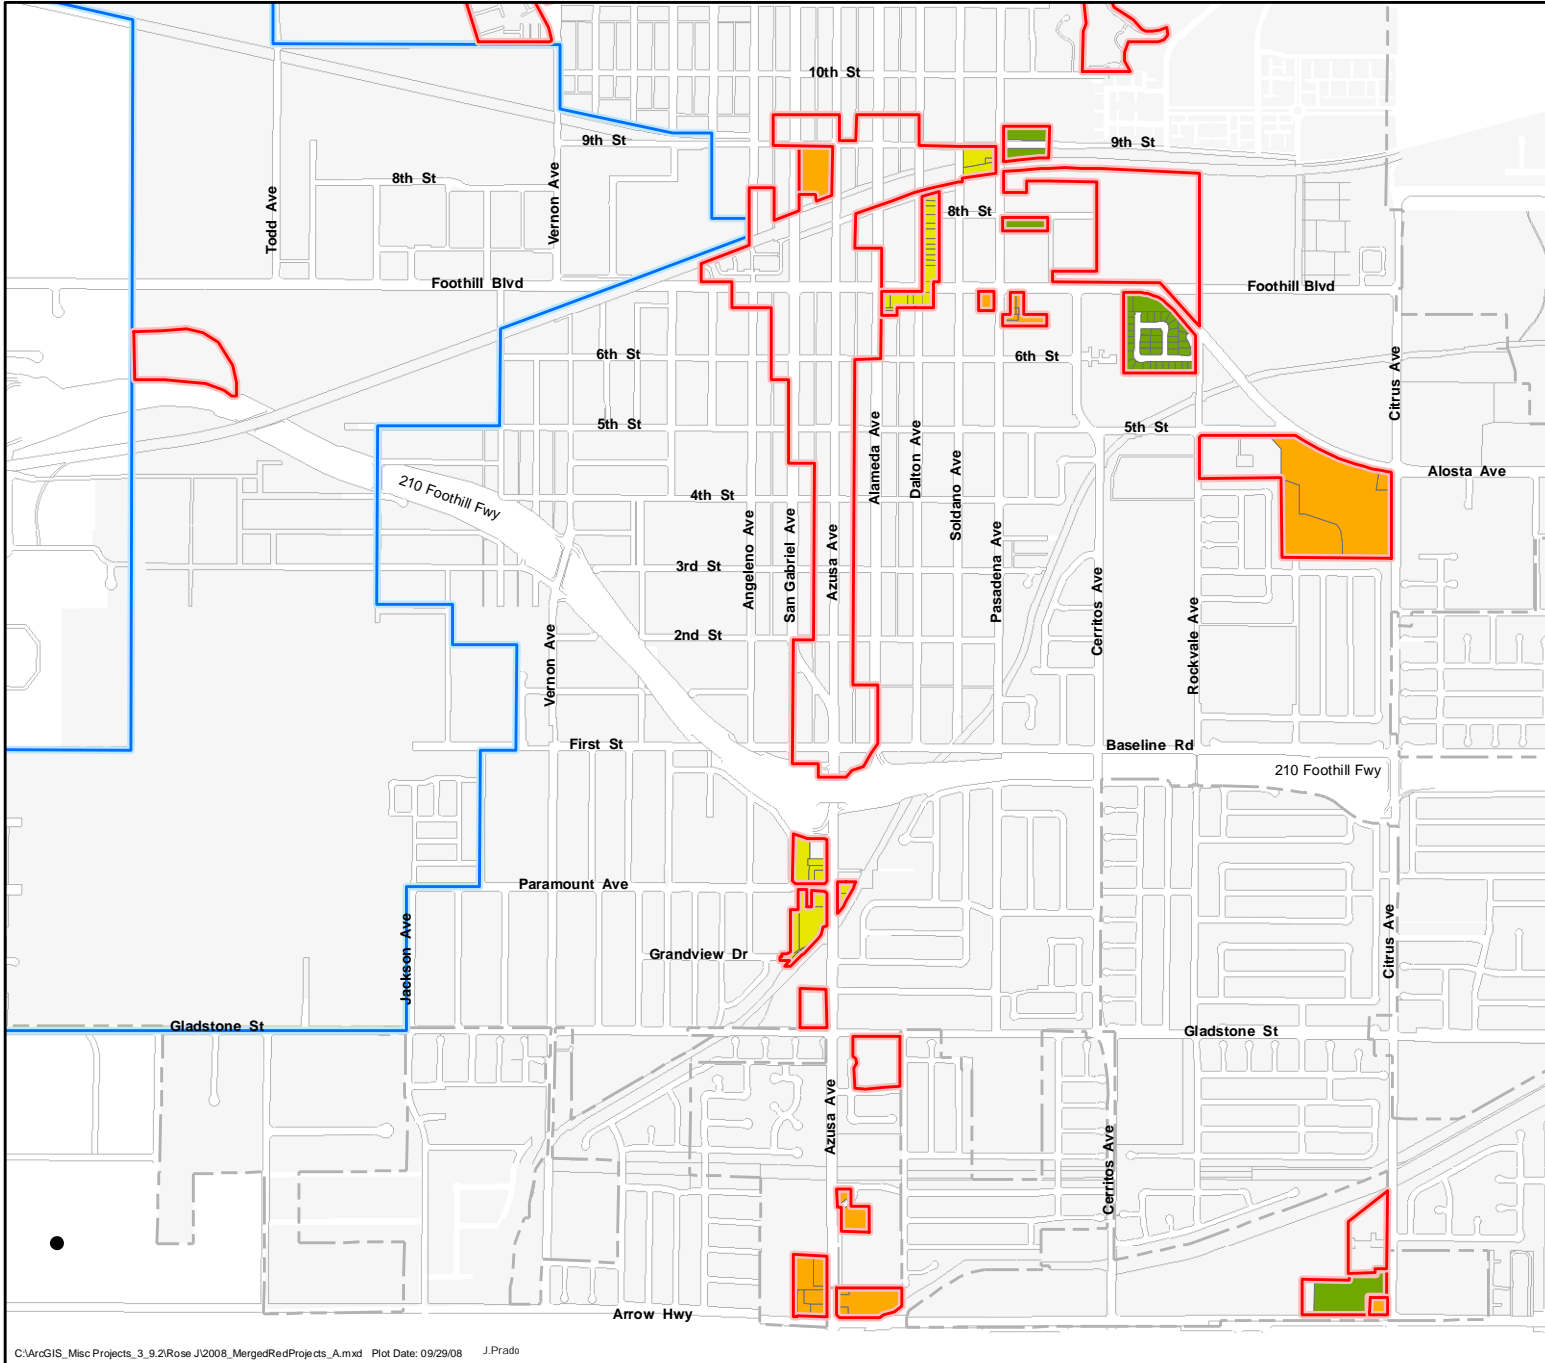 10th St
9th St
9th St
8th St
Vernon Ave
Todd Ave
8th St
Foothill Blvd
Foothill Blvd
6th St
6th St
Citrus Ave
5th St
5th St
Alosta Ave
210 Foothill Fwy
4th St
Alameda Ave
Dalton Ave
Soldano Ave
Angeleno Ave
San Gabriel Ave
Azusa Ave
Pasadena Ave
3rd St
Cerritos Ave
Rockvale Ave
2nd St
Vernon Ave
First St
Baseline Rd
210 Foothill Fwy
Paramount Ave
Jackson Ave
Grandview Dr
Citrus Ave
Gladstone St
Gladstone St
Azusa Ave
Cerritos Ave
Arrow Hwy
C:\ArcGIS_Misc Projects_3_9.2\Rose J\2008_MergedRedProjects_A.mxd Plot Date: 09/29/08 J.Prado